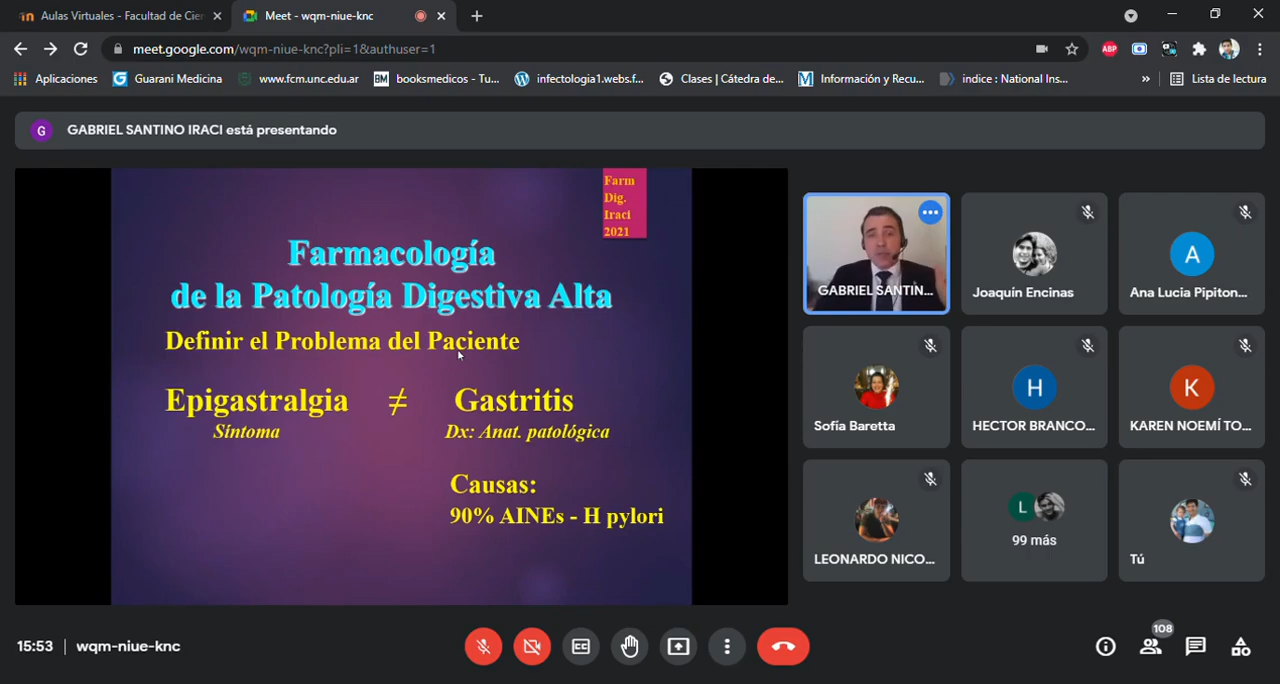 Aulas Virtuales - Facultad de Cien
Meet - wqm-niue-knc
meet.google.com/wqm-niue-knc?pli=1&authuser=1
ABP
Aplicaciones
Guarani Medicina
www.fcm.unc.edu.ar
BM booksmedicos - Tu...
infectologia1.webs.f...
Clases | Cátedra de...
M Información y Recu...
indice : National Ins...
»
Lista de lectura
G GABRIEL SANTINO IRACI está presentando
Farm
Dig.
Iraci
2021
Farmacología
de la Patología Digestiva Alta
Definir el Problema del Paciente
Epigastralgia ≠ Gastritis
Síntoma Dx: Anat. patológica
Causas:
90% AINEs - H pylori
GABRIEL SANTIN...
Joaquín Encinas
A
Ana Lucia Pipiton...
Sofía Baretta
H
HECTOR BRANCO...
K
KAREN NOEMÍ TO...
LEONARDO NICO...
L
99 más
Tú
15:53 | wqm-niue-knc
CC
108